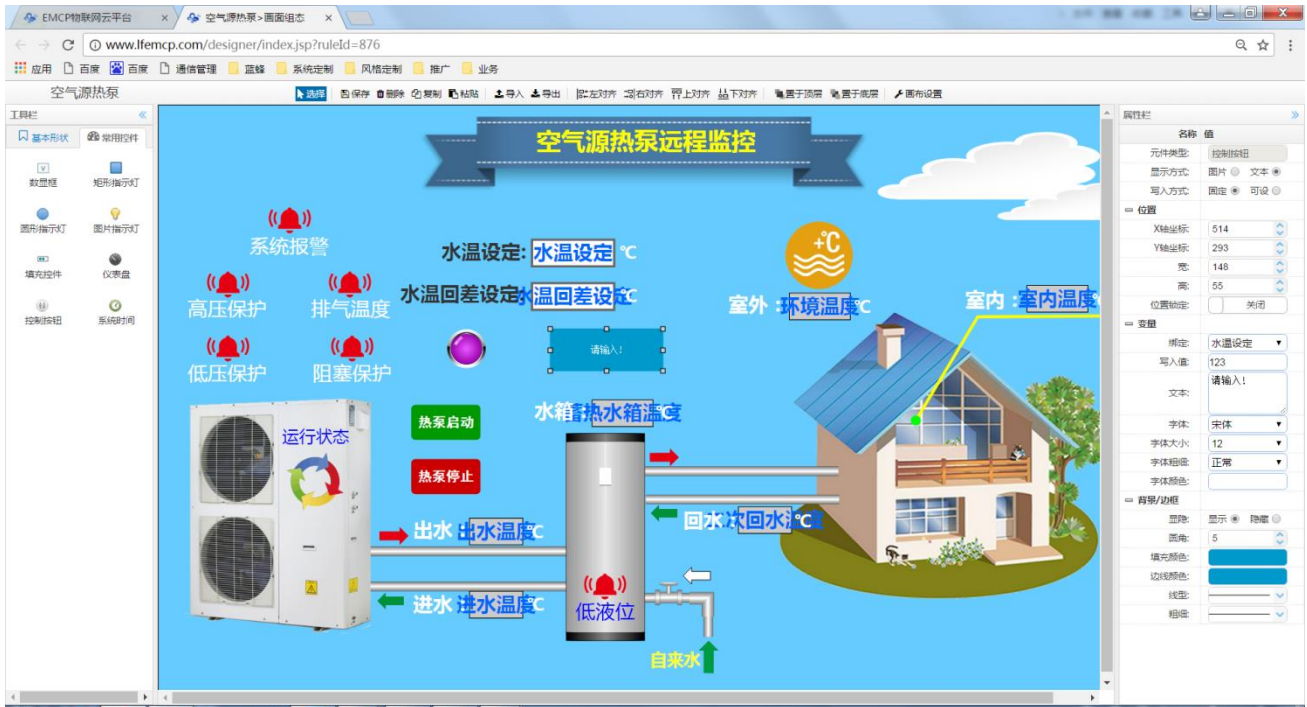 EMCP物联网云平台 空气源热泵>画面组态
www.lfemcp.com/designer/index.jsp?ruleId=876
应用 百度 百度 通信管理 蓝蜂 系统定制 风格定制 推广 业务
空气源热泵 选择 保存 删除 复制 粘贴 导入 导出 左对齐 右对齐 上对齐 下对齐 置于顶层 置于底层 画布设置
工具栏
基本形状 常用控件
数显框 矩形指示灯
圆形指示灯 图片指示灯
填充控件 仪表盘
控制按钮 系统时间
空气源热泵远程监控
系统报警
水温设定: 水温设定 ℃
+C
高压保护 排气温度
水温回差设定 水温回差设定
室外: 环境温度℃
室内: 室内温度
请输入!
低压保护 阻塞保护
水箱 蓄热水箱温度
运行状态
热泵启动
热泵停止
出水 出水温度℃
回水 次回水温度 ℃
进水 进水温度℃
低液位
自来水
属性栏
名称 值
元件类型: 控制按钮
显示方式: 图片 文本
写入方式: 固定 可设
位置
X轴坐标: 514
Y轴坐标: 293
宽: 148
高: 55
位置锁定: 关闭
变量
绑定: 水温设定
写入值: 123
文本: 请输入!
字体: 宋体
字体大小: 12
字体粗细: 正常
字体颜色:
背景/边框
显隐: 显示 隐藏
圆角: 5
填充颜色:
边线颜色:
线型:
粗细: